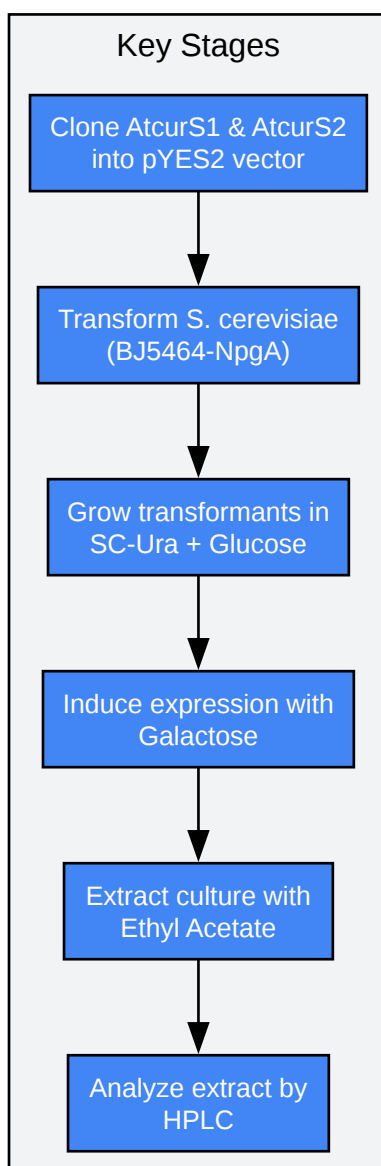 Key Stages
Clone AtcurS1 & AtcurS2
into pYES2 vector
Transform S. cerevisiae
(BJ5464-NpgA)
Grow transformants in
SC-Ura + Glucose
Induce expression with
Galactose
Extract culture with
Ethyl Acetate
Analyze extract by
HPLC